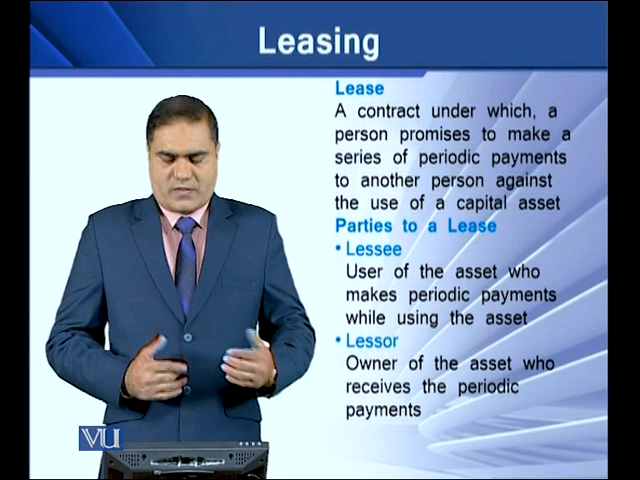 Leasing
Lease
A contract under which, a
person promises to make a
series of periodic payments
to another person against
the use of a capital asset
Parties to a Lease
• Lessee
User of the asset who
makes periodic payments
while using the asset
• Lessor
Owner of the asset who
receives the periodic
payments
VU